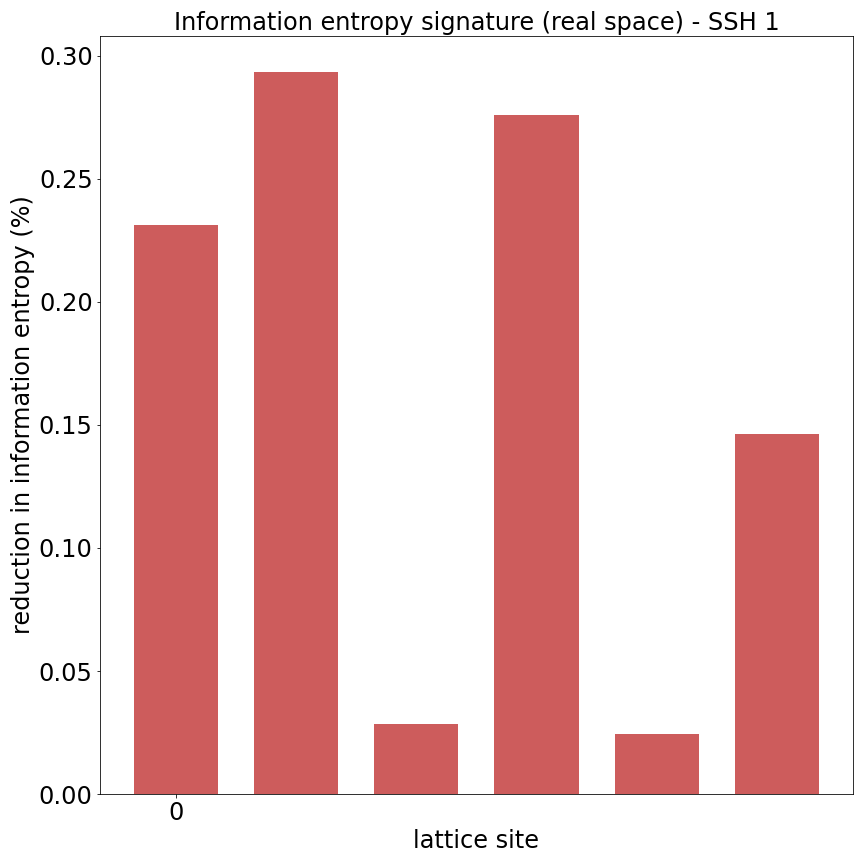 Information entropy signature (real space) - SSH 1
reduction in information entropy (%)
0.30
0.25
0.20
0.15
0.10
0.05
0.00
0
lattice site